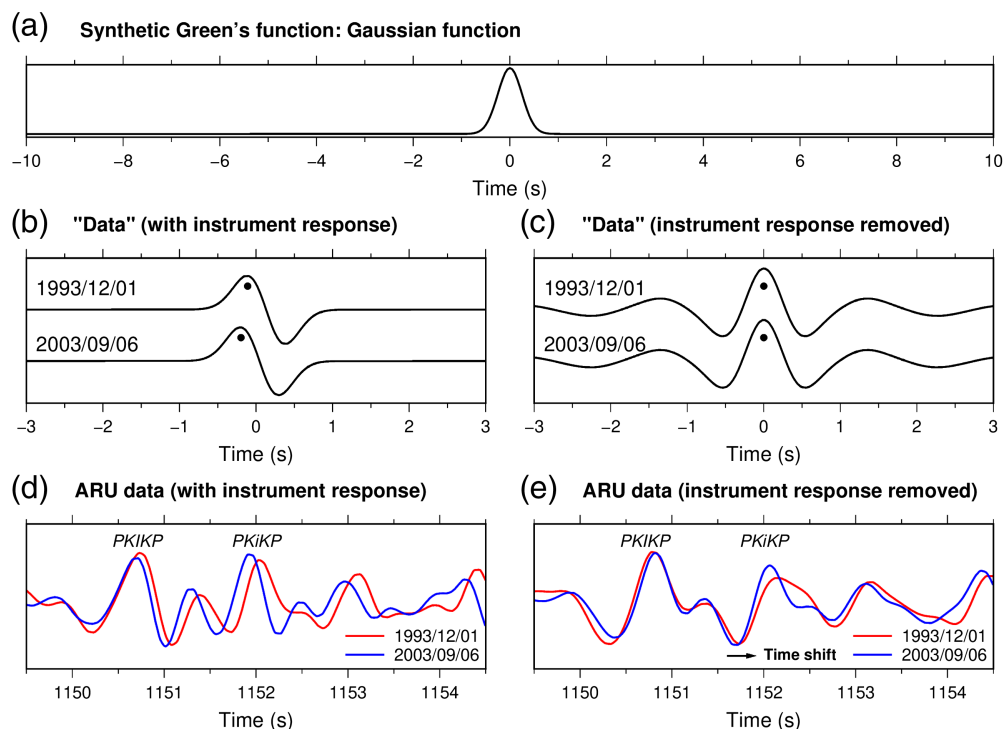 (a) Synthetic Green's function: Gaussian function
−10 −8 −6 −4 −2 0 2 4 6 8 10
Time (s)
(b) "Data" (with instrument response)
1993/12/01
2003/09/06
−3 −2 −1 0 1 2 3
Time (s)
(c) "Data" (instrument response removed)
1993/12/01
2003/09/06
−3 −2 −1 0 1 2 3
Time (s)
(d) ARU data (with instrument response)
PKIKP PKiKP
1993/12/01
2003/09/06
1150 1151 1152 1153 1154
Time (s)
(e) ARU data (instrument response removed)
PKIKP PKiKP
1993/12/01
Time shift 2003/09/06
1150 1151 1152 1153 1154
Time (s)